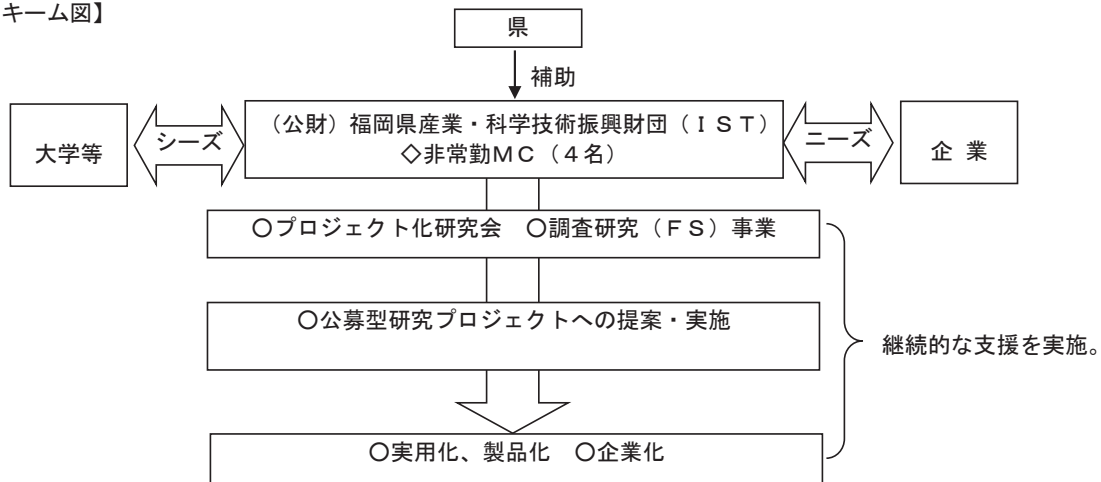 キーム図】
県
補助
大学等
シーズ
(公財)福岡県産業・科学技術振興財団(IST)
◇非常勤MC(4名)
ニーズ
企 業
○プロジェクト化研究会 ○調査研究(FS)事業
○公募型研究プロジェクトへの提案・実施
継続的な支援を実施。
○実用化、製品化 ○企業化